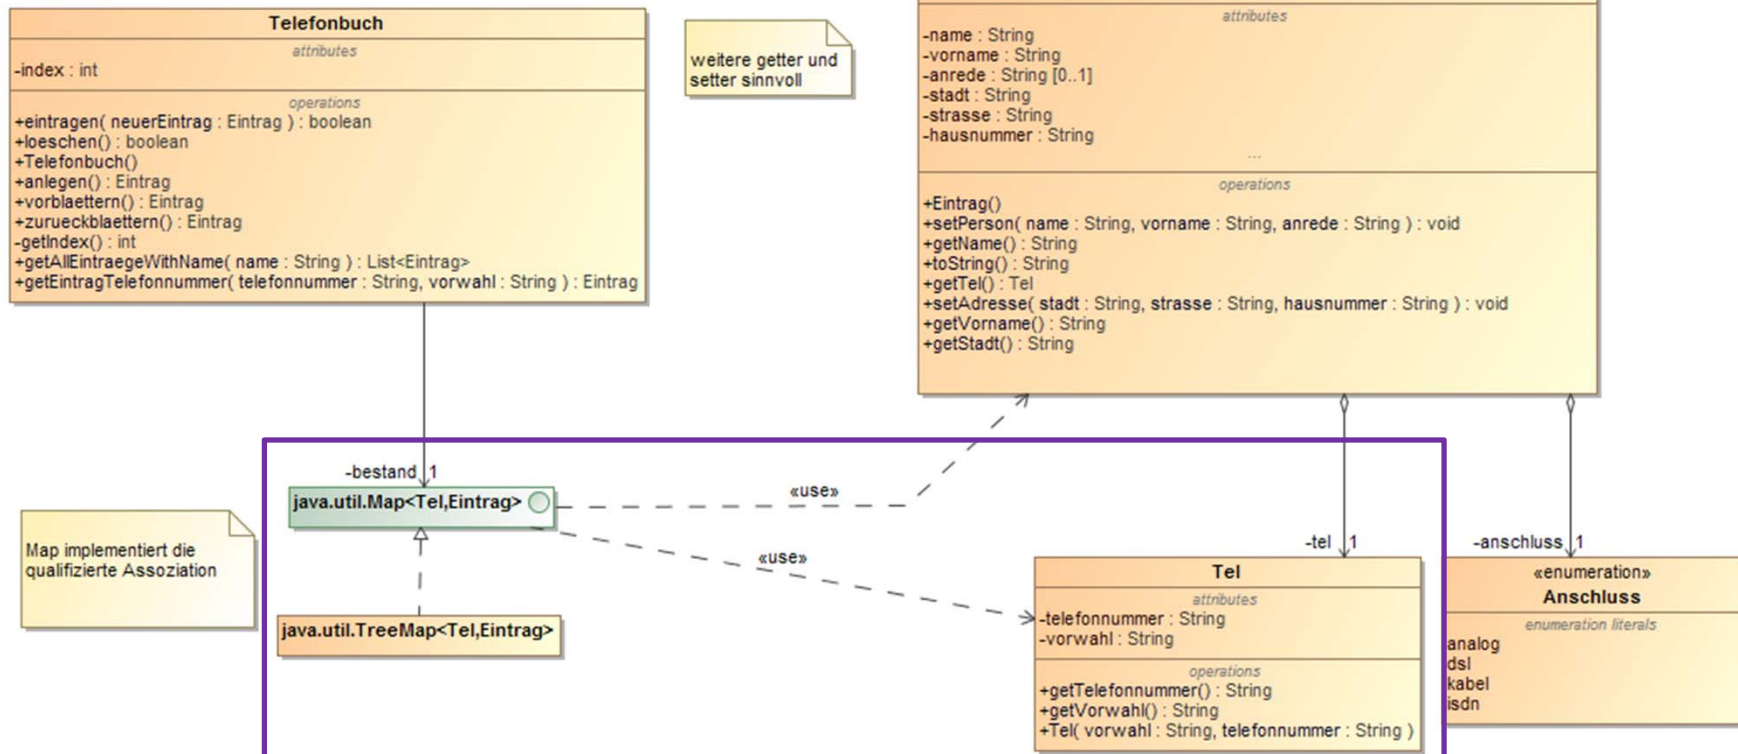 Telefonbuch
attributes
-index : int
operations
+eintragen( neuerEintrag : Eintrag ) : boolean
+loeschen() : boolean
+Telefonbuch()
+anlegen() : Eintrag
+vorblaettern() : Eintrag
+zurueckblaettern() : Eintrag
-getIndex() : int
+getAllEintraegeWithName( name : String ) : List<Eintrag>
+getEintragTelefonnummer( telefonnummer : String, vorwahl : String ) : Eintrag
weitere getter und
setter sinnvoll
attributes
-name : String
-vorname : String
-anrede : String [0..1]
-stadt : String
-strasse : String
-hausnummer : String
...
operations
+Eintrag()
+setPerson( name : String, vorname : String, anrede : String ) : void
+getName() : String
+toString() : String
+getTel() : Tel
+setAdresse( stadt : String, strasse : String, hausnummer : String ) : void
+getVorname() : String
+getStadt() : String
-bestand 1
java.util.Map<Tel,Eintrag>
«use»
«use»
Map implementiert die
qualifizierte Assoziation
java.util.TreeMap<Tel,Eintrag>
-tel 1
Tel
attributes
-telefonnummer : String
-vorwahl : String
operations
+getTelefonnummer() : String
+getVorwahl() : String
+Tel( vorwahl : String, telefonnummer : String )
-anschluss 1
«enumeration»
Anschluss
enumeration literals
analog
dsl
kabel
isdn